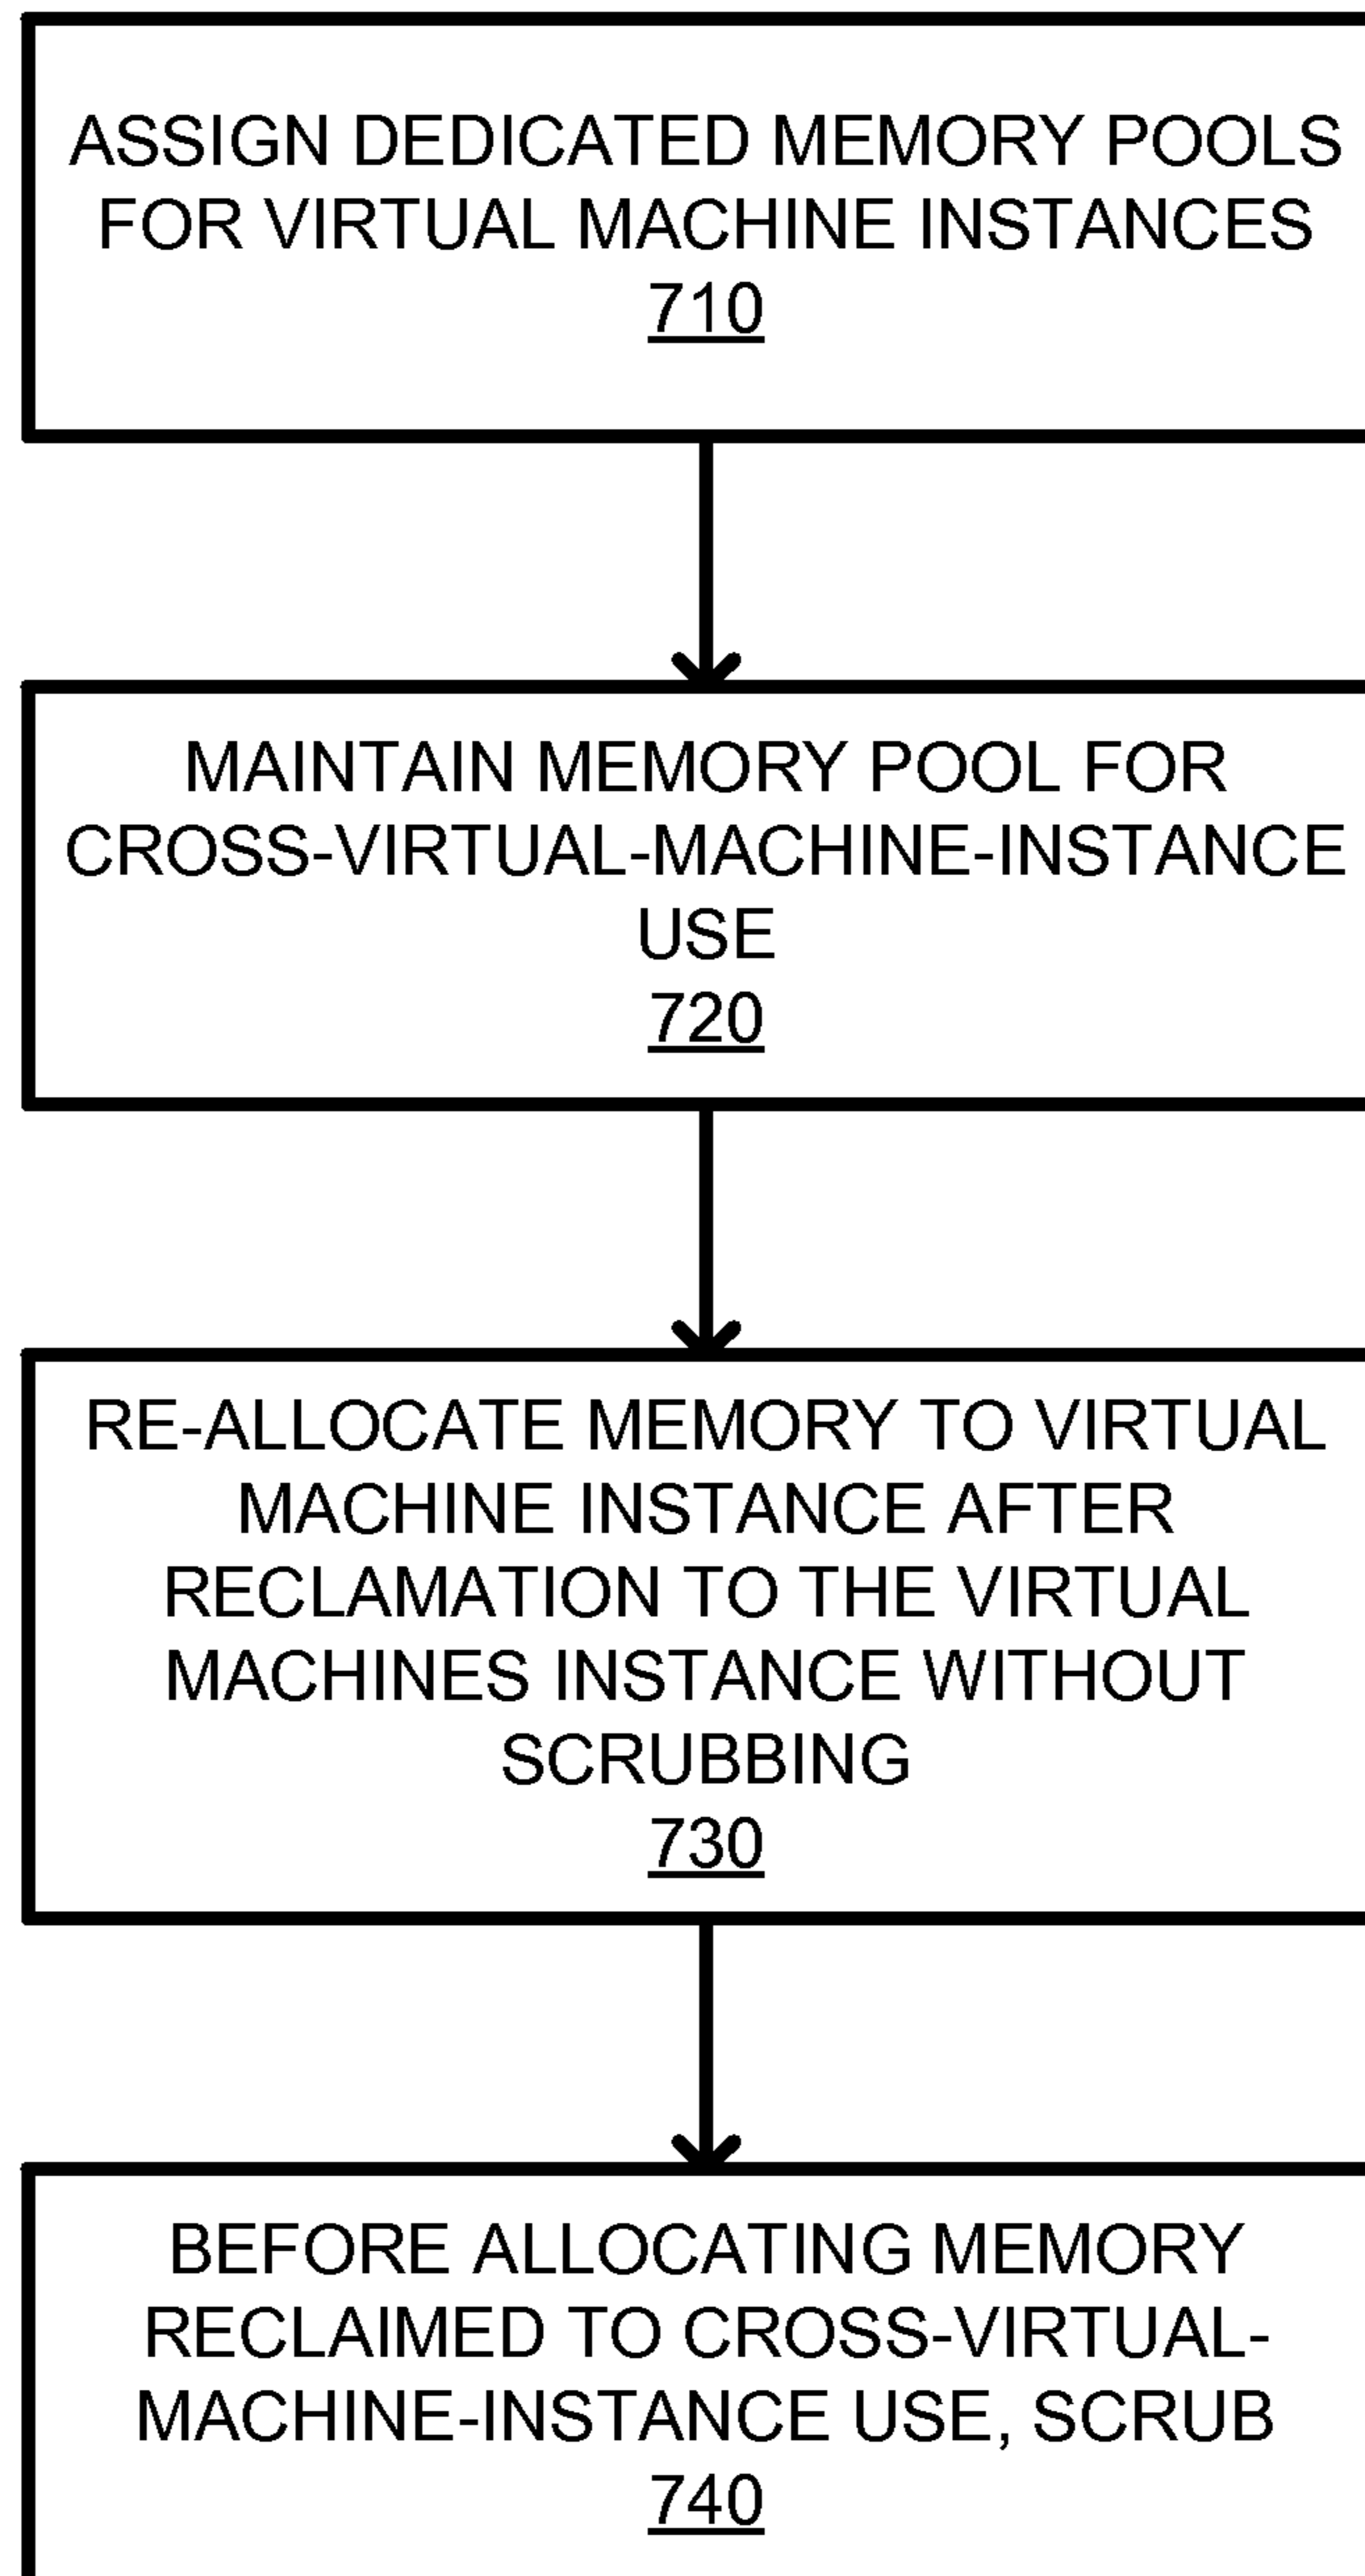 ASSIGN DEDICATED MEMORY POOLS
FOR VIRTUAL MACHINE INSTANCES
710
MAINTAIN MEMORY POOL FOR
CROSS-VIRTUAL-MACHINE-INSTANCE
USE
720
RE-ALLOCATE MEMORY TO VIRTUAL
MACHINE INSTANCE AFTER
RECLAMATION TO THE VIRTUAL
MACHINES INSTANCE WITHOUT
SCRUBBING
730
BEFORE ALLOCATING MEMORY
RECLAIMED TO CROSS-VIRTUAL-
MACHINE-INSTANCE USE, SCRUB
740